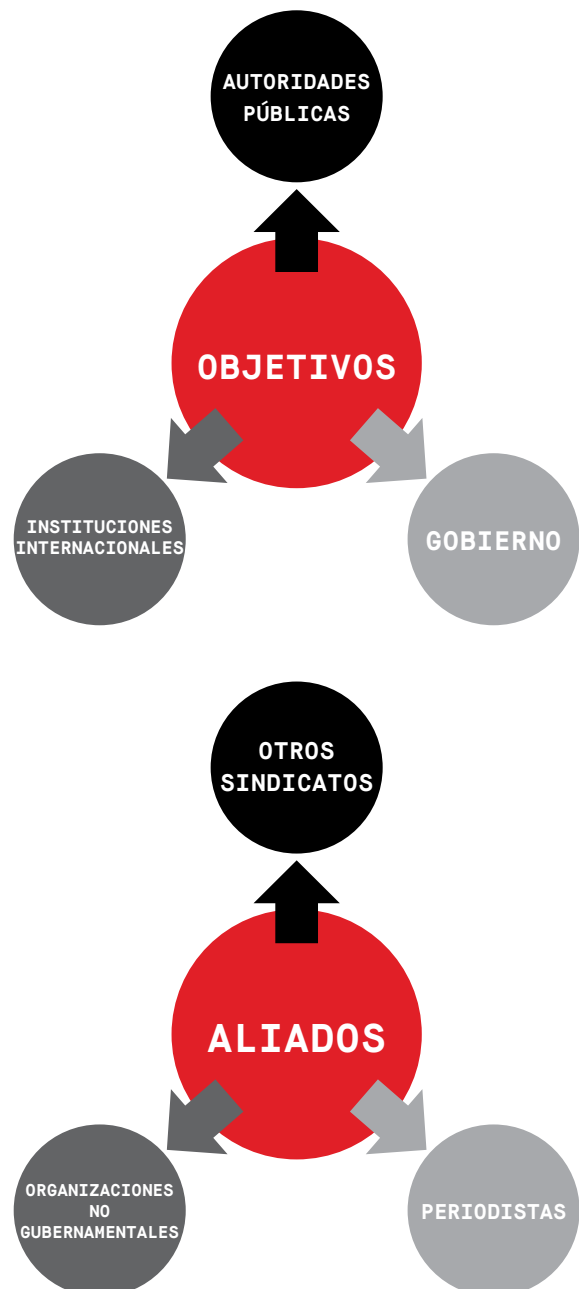 AUTORIDADES
PÚBLICAS
OBJETIVOS
INSTITUCIONES
INTERNACIONALES
GOBIERNO
OTROS
SINDICATOS
ALIADOS
ORGANIZACIONES
NO
GUBERNAMENTALES
PERIODISTAS